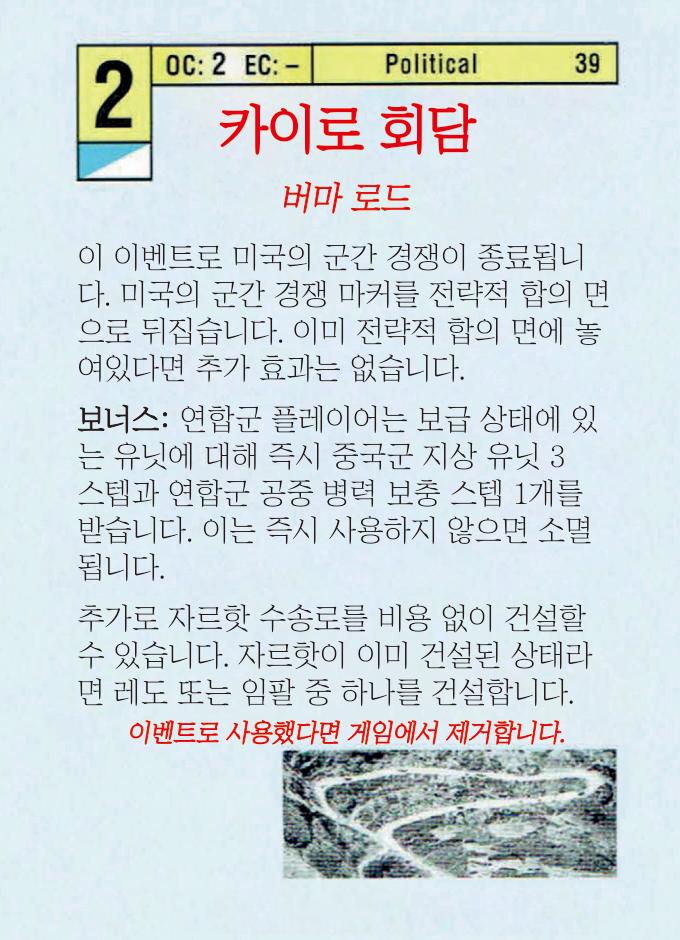 2
OC: 2 EC: – Political 39
카이로 회담
버마 로드
이 이벤트로 미국의 군간 경쟁이 종료됩니
다. 미국의 군간 경쟁 마커를 전략적 합의 면
으로 뒤집습니다. 이미 전략적 합의 면에 놓
여있다면 추가 효과는 없습니다.
보너스: 연합군 플레이어는 보급 상태에 있
는 유닛에 대해 즉시 중국군 지상 유닛 3
스텝과 연합군 공중 병력 보충 스텝 1개를
받습니다. 이는 즉시 사용하지 않으면 소멸
됩니다.
추가로 자르핫 수송로를 비용 없이 건설할
수 있습니다. 자르핫이 이미 건설된 상태라
면 레도 또는 임팔 중 하나를 건설합니다.
이벤트로 사용했다면 게임에서 제거합니다.